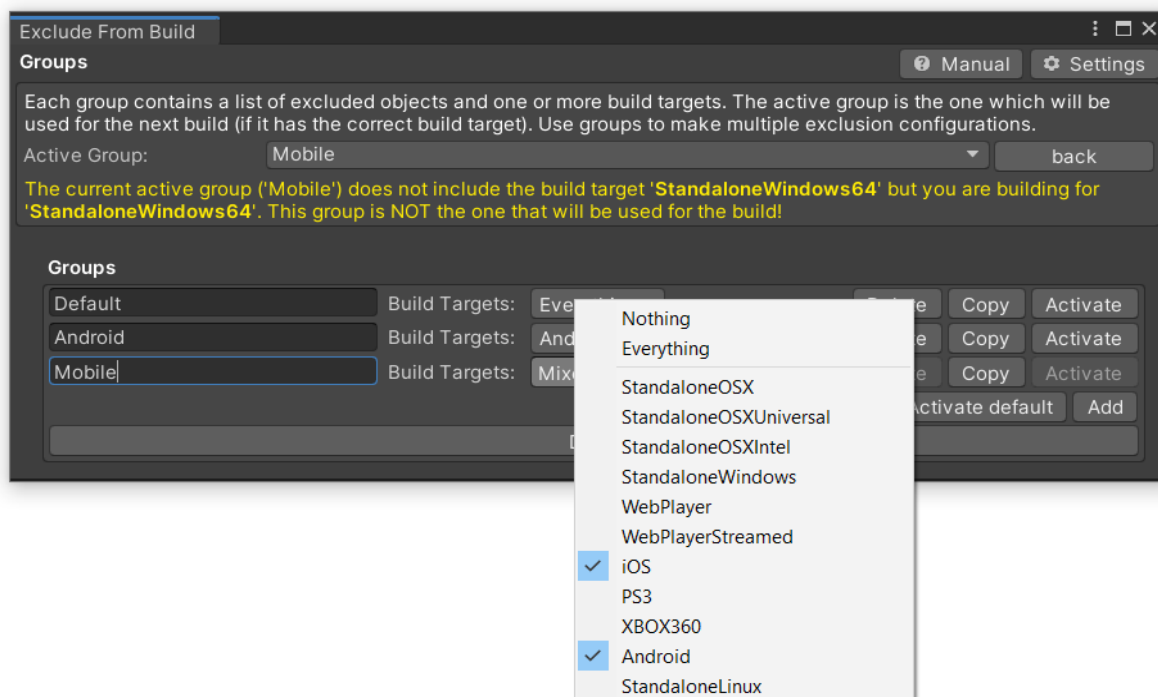 Exclude From Build
Groups Manual Settings
Each group contains a list of excluded objects and one or more build targets. The active group is the one which will be
used for the next build (if it has the correct build target). Use groups to make multiple exclusion configurations.
Active Group: Mobile back
The current active group ('Mobile') does not include the build target 'StandaloneWindows64' but you are building for
'StandaloneWindows64'. This group is NOT the one that will be used for the build!
Groups
Default Build Targets: Copy Activate
Android Build Targets: Copy Activate
Mobile Build Targets: Copy Activate
Activate default Add
Nothing
Everything
StandaloneOSX
StandaloneOSXUniversal
StandaloneOSXIntel
StandaloneWindows
WebPlayer
WebPlayerStreamed
iOS
PS3
XBOX360
Android
StandaloneLinux